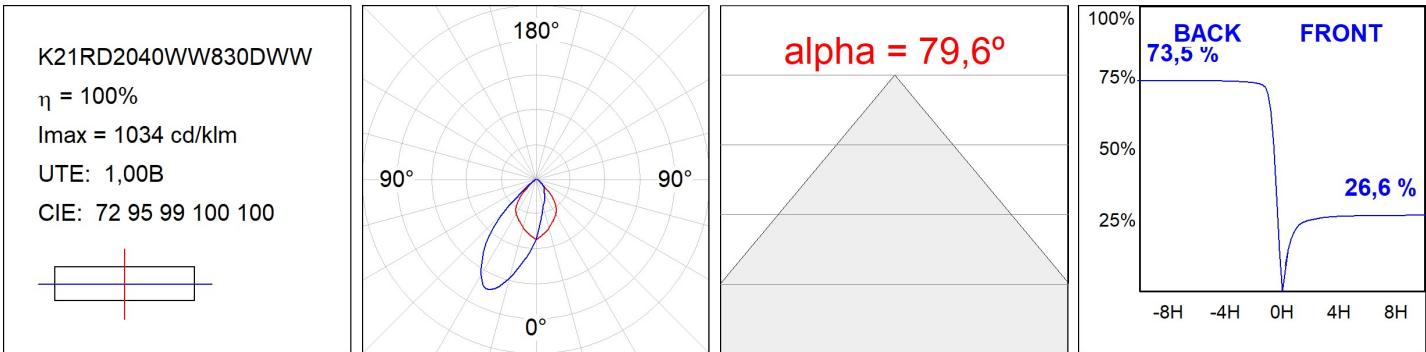 K21RD2040WW830DWW
η = 100%
Imax = 1034 cd/klm
UTE: 1,00B
CIE: 72 95 99 100 100
180°
90° 90°
0°
alpha = 79,6º
100%
BACK FRONT
73,5 %
75%
50%
26,6 %
25%
-8H -4H 0H 4H 8H